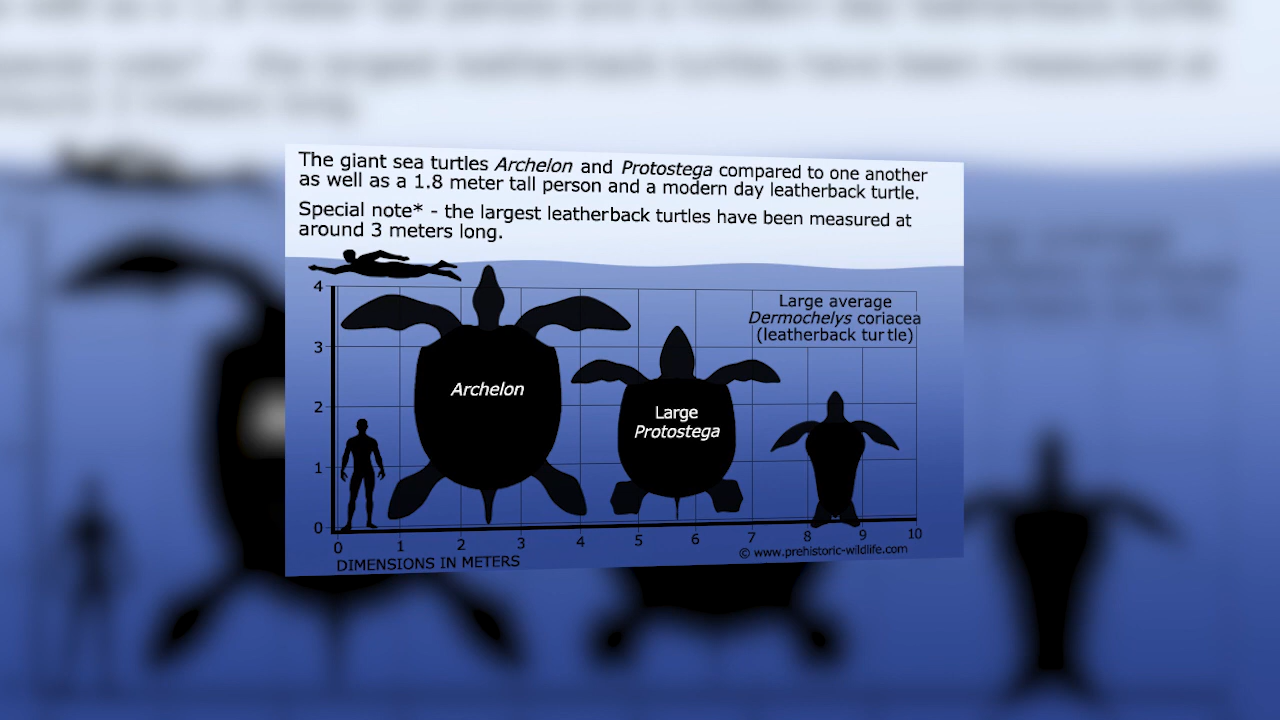 The giant sea turtles Archelon and Protostega compared to one another
as well as a 1.8 meter tall person and a modern day leatherback turtle.
Special note* - the largest leatherback turtles have been measured at
around 3 meters long.
Large average
Dermochelys coriacea
(leatherback turtle)
Archelon
Large
Protostega
4
3
2
1
0
0 1 2 3 4 5 6 7 8 9 10
DIMENSIONS IN METERS
© www.prehistoric-wildlife.com